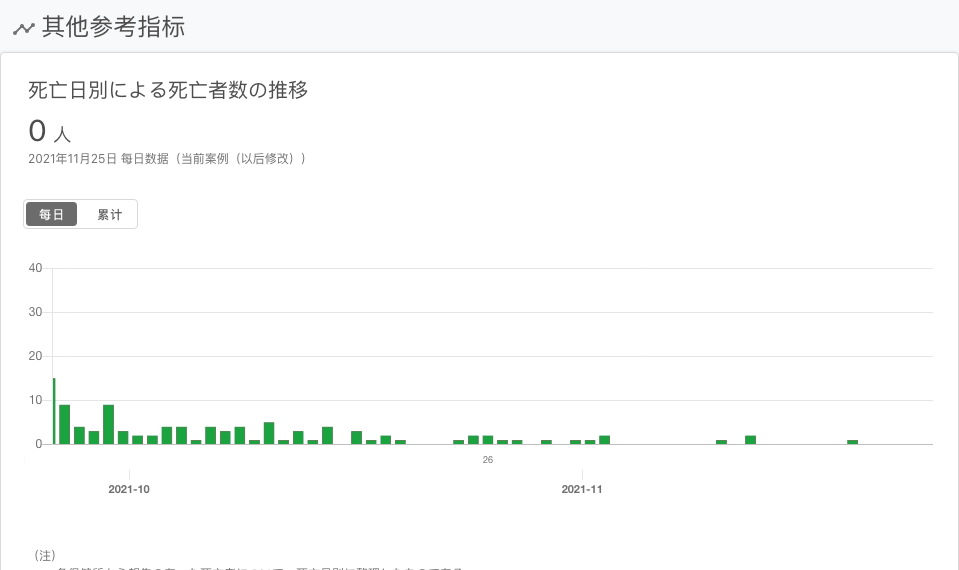 其他参考指标
死亡日別による死亡者数の推移
0 人
2021年11月25日 每日数据（当前案例（以后修改））
每日 累计
40
30
20
10
0
26
2021-10 2021-11
（注）